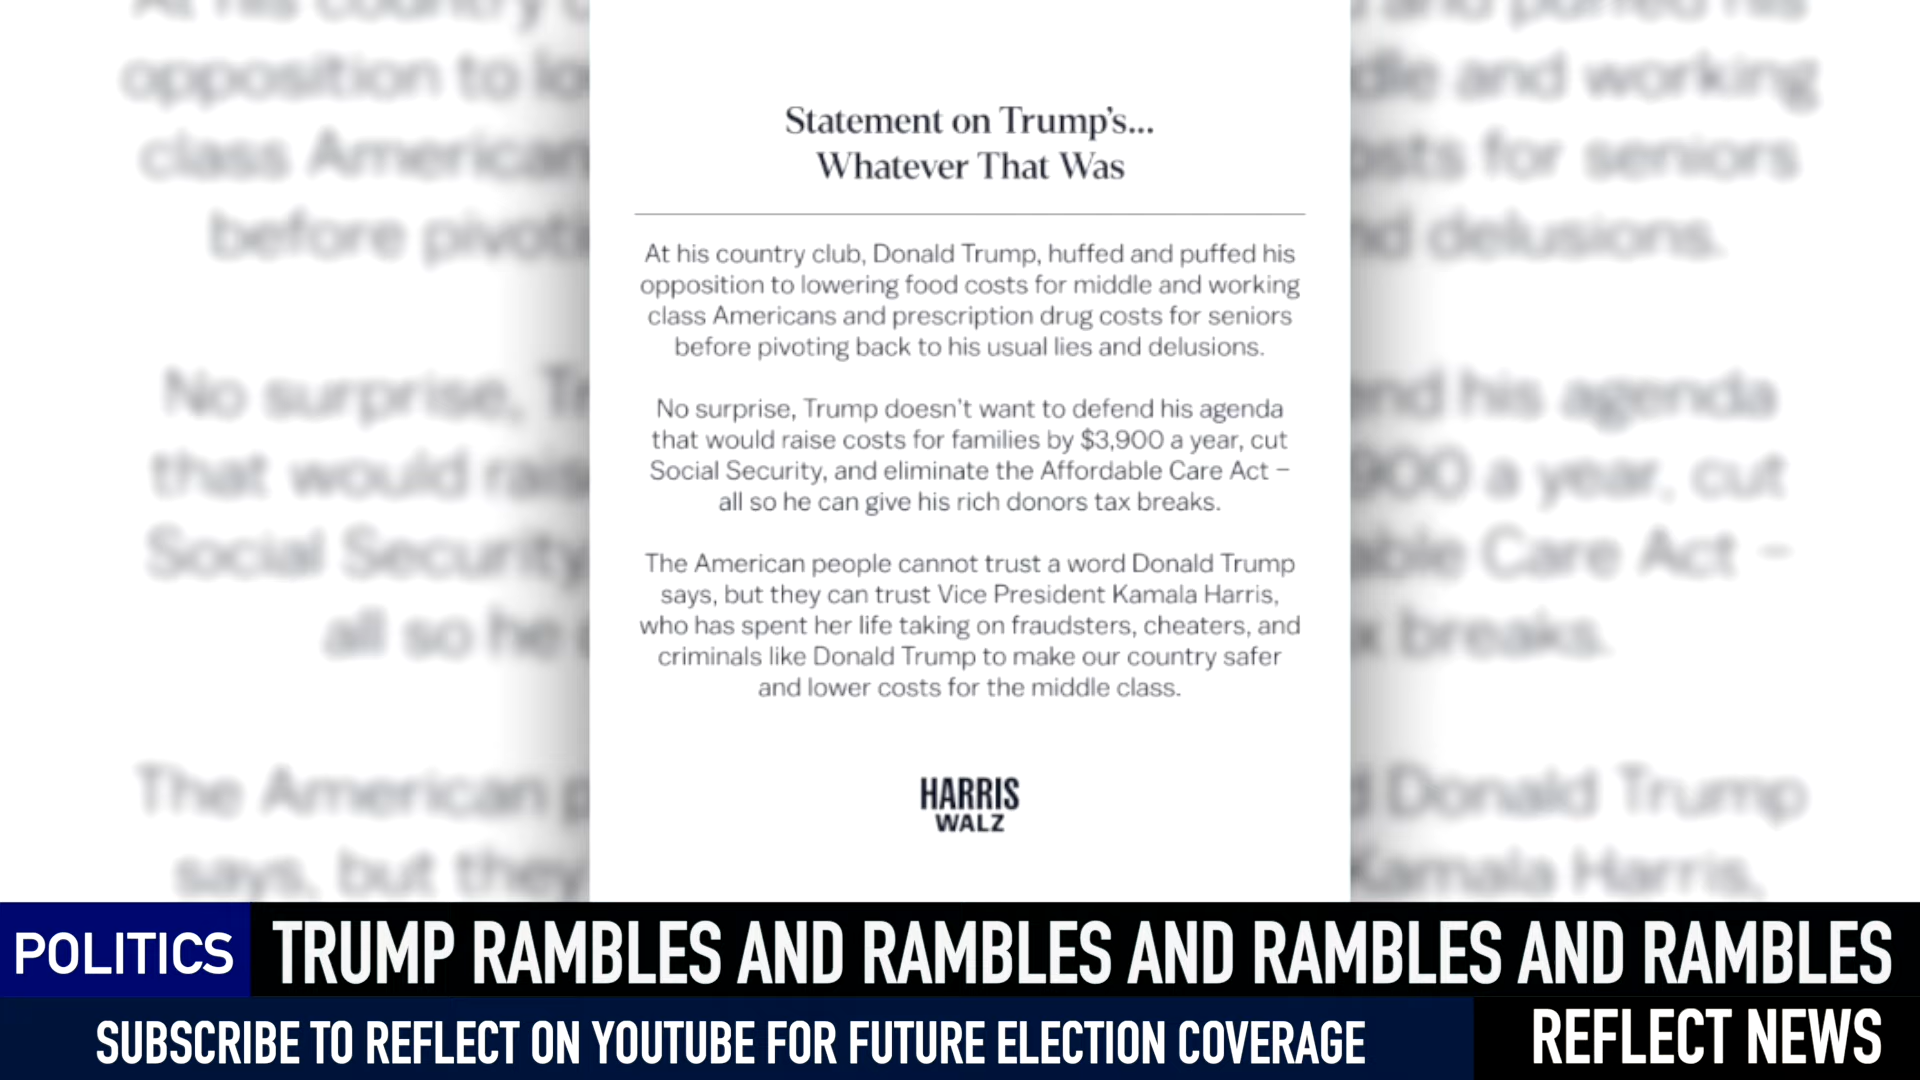 Statement on Trump's...
Whatever That Was
At his country club, Donald Trump, huffed and puffed his
opposition to lowering food costs for middle and working
class Americans and prescription drug costs for seniors
before pivoting back to his usual lies and delusions.
No surprise, Trump doesn't want to defend his agenda
that would raise costs for families by $3,900 a year, cut
Social Security, and eliminate the Affordable Care Act –
all so he can give his rich donors tax breaks.
The American people cannot trust a word Donald Trump
says, but they can trust Vice President Kamala Harris,
who has spent her life taking on fraudsters, cheaters, and
criminals like Donald Trump to make our country safer
and lower costs for the middle class.
HARRIS
WALZ
POLITICS TRUMP RAMBLES AND RAMBLES AND RAMBLES AND RAMBLES
SUBSCRIBE TO REFLECT ON YOUTUBE FOR FUTURE ELECTION COVERAGE REFLECT NEWS